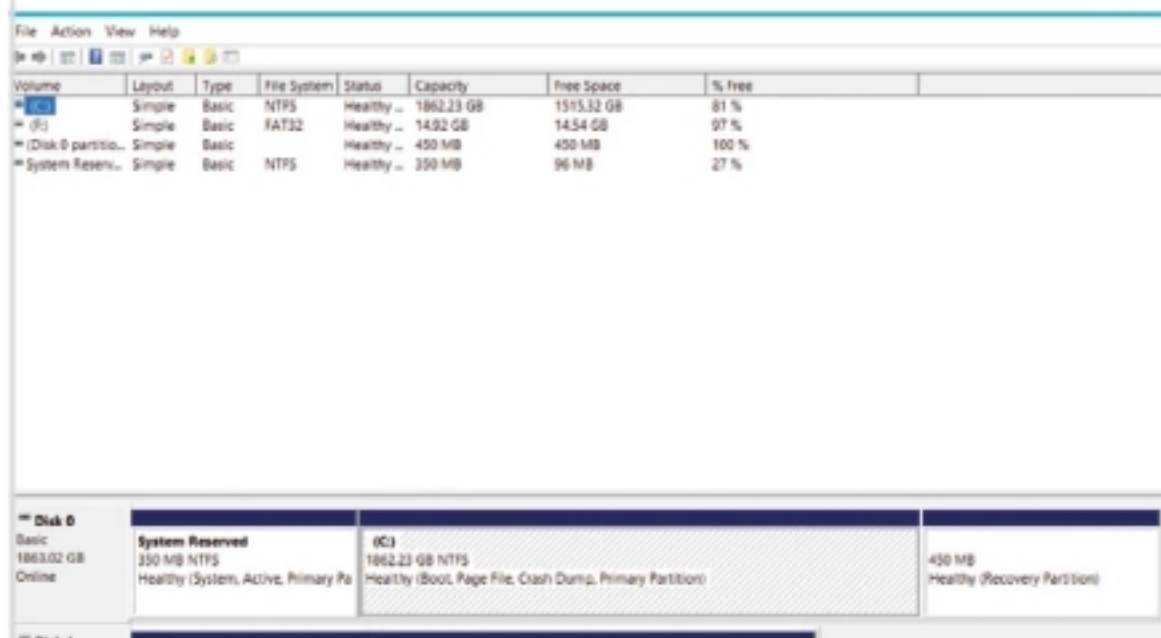 File Action View Help
Volume Layout Type File System Status Capacity Free Space % Free
(C:) Simple Basic NTFS Healthy ... 1862.23 GB 1515.32 GB 81 %
(F:) Simple Basic FAT32 Healthy ... 14.92 GB 14.54 GB 97 %
(Disk 0 partitio... Simple Basic Healthy ... 450 MB 450 MB 100 %
System Reserv... Simple Basic NTFS Healthy ... 350 MB 96 MB 27 %
Disk 0
Basic
1863.02 GB
Online
System Reserved
350 MB NTFS
Healthy (System, Active, Primary Pa
(C:)
1862.23 GB NTFS
Healthy (Boot, Page File, Crash Dump, Primary Partition)
450 MB
Healthy (Recovery Partition)